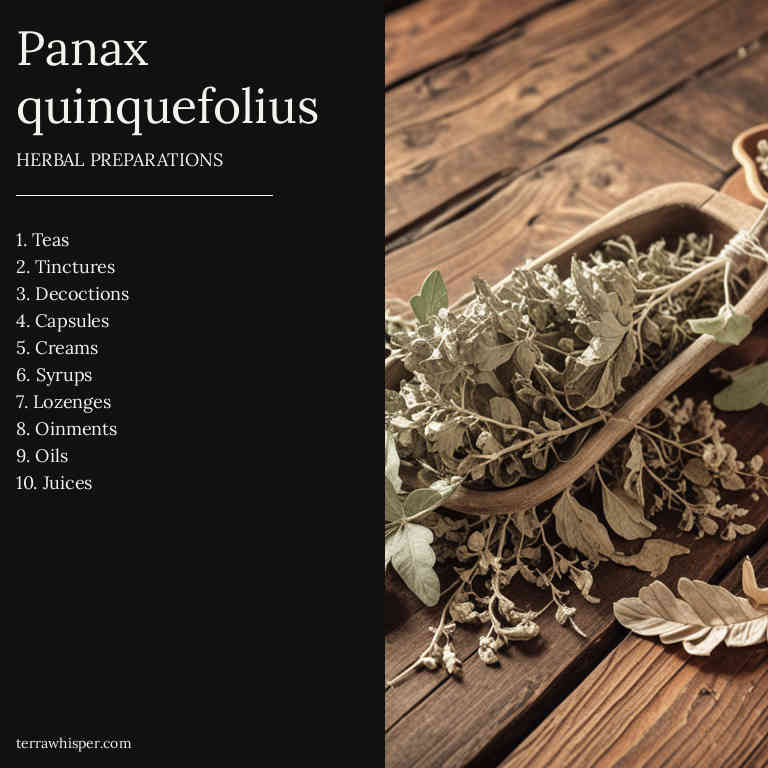 Panax
quinquefolius
HERBAL PREPARATIONS
1. Teas
2. Tinctures
3. Decoctions
4. Capsules
5. Creams
6. Syrups
7. Lozenges
8. Oinments
9. Oils
10. Juices
terrawhisper.com